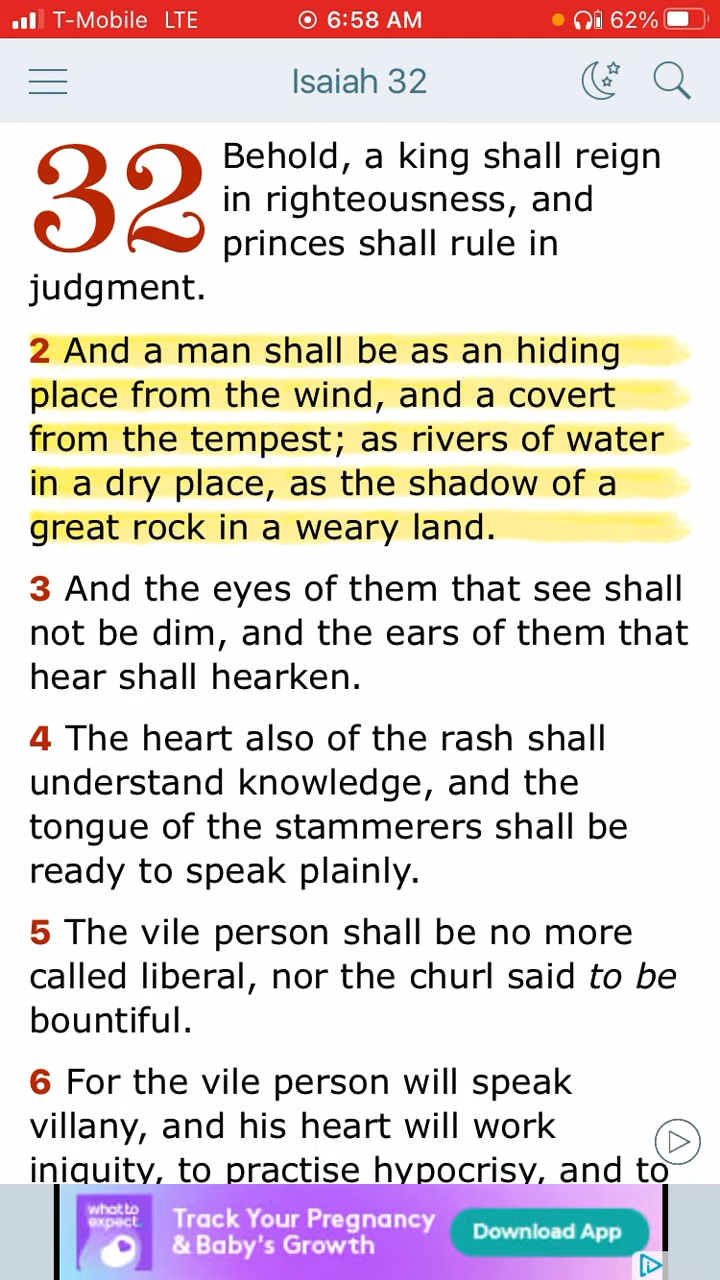 T-Mobile LTE 6:58 AM 62%
Isaiah 32
32 Behold, a king shall reign
in righteousness, and
princes shall rule in
judgment.
2 And a man shall be as an hiding
place from the wind, and a covert
from the tempest; as rivers of water
in a dry place, as the shadow of a
great rock in a weary land.
3 And the eyes of them that see shall
not be dim, and the ears of them that
hear shall hearken.
4 The heart also of the rash shall
understand knowledge, and the
tongue of the stammerers shall be
ready to speak plainly.
5 The vile person shall be no more
called liberal, nor the churl said to be
bountiful.
6 For the vile person will speak
villany, and his heart will work
iniquity, to practise hypocrisy, and to
what to
expect
Track Your Pregnancy
& Baby's Growth
Download App